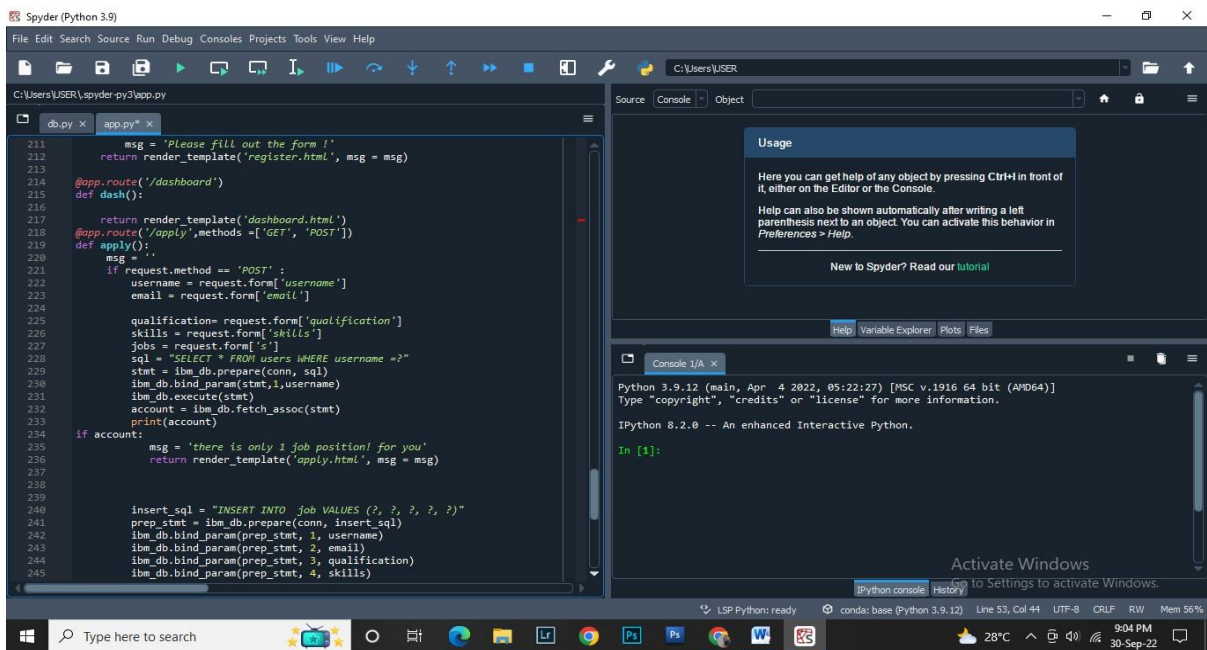 Spyder (Python 3.9)
File Edit Search Source Run Debug Consoles Projects Tools View Help
C:\Users\USER
C:\Users\USER\.spyder-py3\app.py
db.py × app.py* ×
211 msg = 'Please fill out the form !'
212 return render_template('register.html', msg = msg)
213
214 @app.route('/dashboard')
215 def dash():
216
217 return render_template('dashboard.html')
218 @app.route('/apply',methods =['GET', 'POST'])
219 def apply():
220 msg = ''
221 if request.method == 'POST' :
222 username = request.form['username']
223 email = request.form['email']
224
225 qualification= request.form['qualification']
226 skills = request.form['skills']
227 jobs = request.form['s']
228 sql = "SELECT * FROM users WHERE username =?"
229 stmt = ibm_db.prepare(conn, sql)
230 ibm_db.bind_param(stmt,1,username)
231 ibm_db.execute(stmt)
232 account = ibm_db.fetch_assoc(stmt)
233 print(account)
234 if account:
235 msg = 'there is only 1 job position! for you'
236 return render_template('apply.html', msg = msg)
237
238
239
240 insert_sql = "INSERT INTO job VALUES (?, ?, ?, ?, ?)"
241 prep_stmt = ibm_db.prepare(conn, insert_sql)
242 ibm_db.bind_param(prep_stmt, 1, username)
243 ibm_db.bind_param(prep_stmt, 2, email)
244 ibm_db.bind_param(prep_stmt, 3, qualification)
245 ibm_db.bind_param(prep_stmt, 4, skills)
Source Console Object
Usage
Here you can get help of any object by pressing Ctrl+I in front of
it, either on the Editor or the Console.
Help can also be shown automatically after writing a left
parenthesis next to an object. You can activate this behavior in
Preferences > Help.
New to Spyder? Read our tutorial
Help Variable Explorer Plots Files
Console 1/A ×
Python 3.9.12 (main, Apr 4 2022, 05:22:27) [MSC v.1916 64 bit (AMD64)]
Type "copyright", "credits" or "license" for more information.
IPython 8.2.0 -- An enhanced Interactive Python.
In [1]:
Activate Windows
Go to Settings to activate Windows.
IPython console History
LSP Python: ready conda: base (Python 3.9.12) Line 53, Col 44 UTF-8 CRLF RW Mem 56%
Type here to search Lr Ps Ps W 28°C 9:04 PM
30-Sep-22